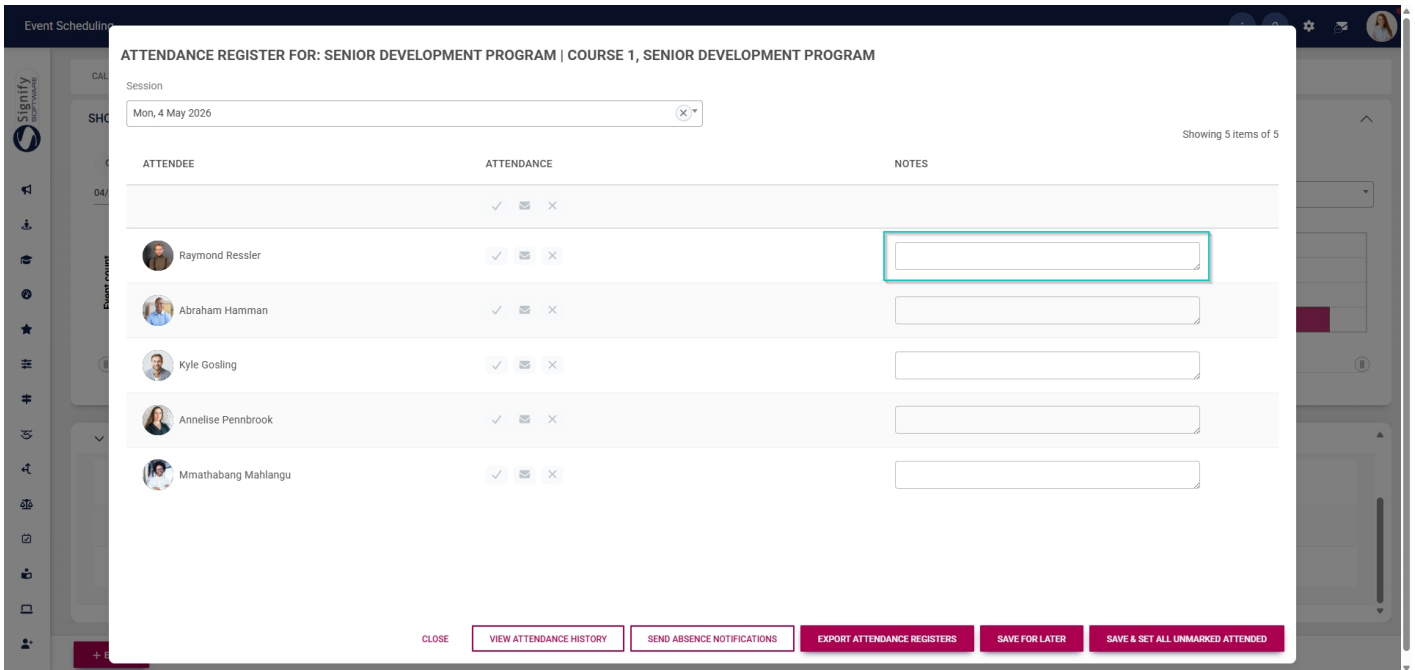 Event Scheduling
ATTENDANCE REGISTER FOR: SENIOR DEVELOPMENT PROGRAM | COURSE 1, SENIOR DEVELOPMENT PROGRAM
Signify
SOFTWARE
CAL
Session
SHO
Mon, 4 May 2026
Showing 5 items of 5
ATTENDEE ATTENDANCE NOTES
04/
Event count
Raymond Ressler
Abraham Hamman
Kyle Gosling
Annelise Pennbrook
Mmathabang Mahlangu
CLOSE VIEW ATTENDANCE HISTORY SEND ABSENCE NOTIFICATIONS EXPORT ATTENDANCE REGISTERS SAVE FOR LATER SAVE & SET ALL UNMARKED ATTENDED
+ E